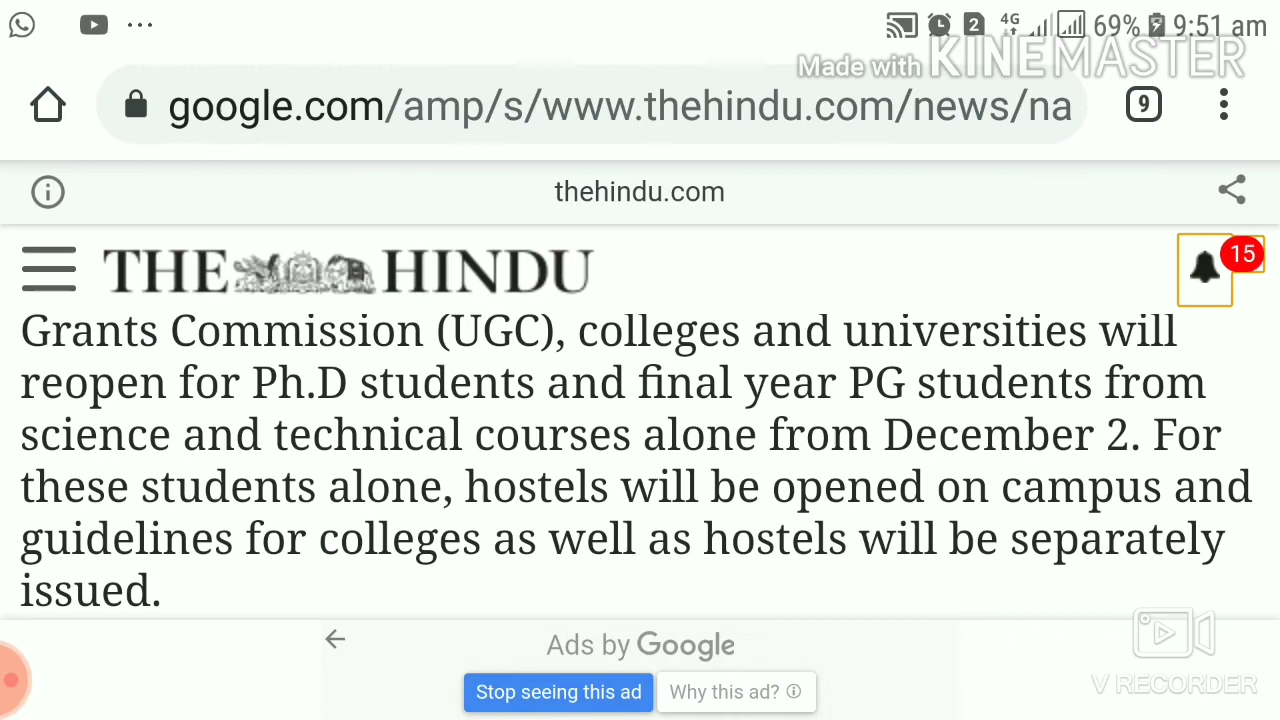 2 4G 69% 9:51 am
Made with KINEMASTER
google.com/amp/s/www.thehindu.com/news/na
9
thehindu.com
THE HINDU
15
Grants Commission (UGC), colleges and universities will
reopen for Ph.D students and final year PG students from
science and technical courses alone from December 2. For
these students alone, hostels will be opened on campus and
guidelines for colleges as well as hostels will be separately
issued.
Ads by Google
Stop seeing this ad
Why this ad?
V RECORDER